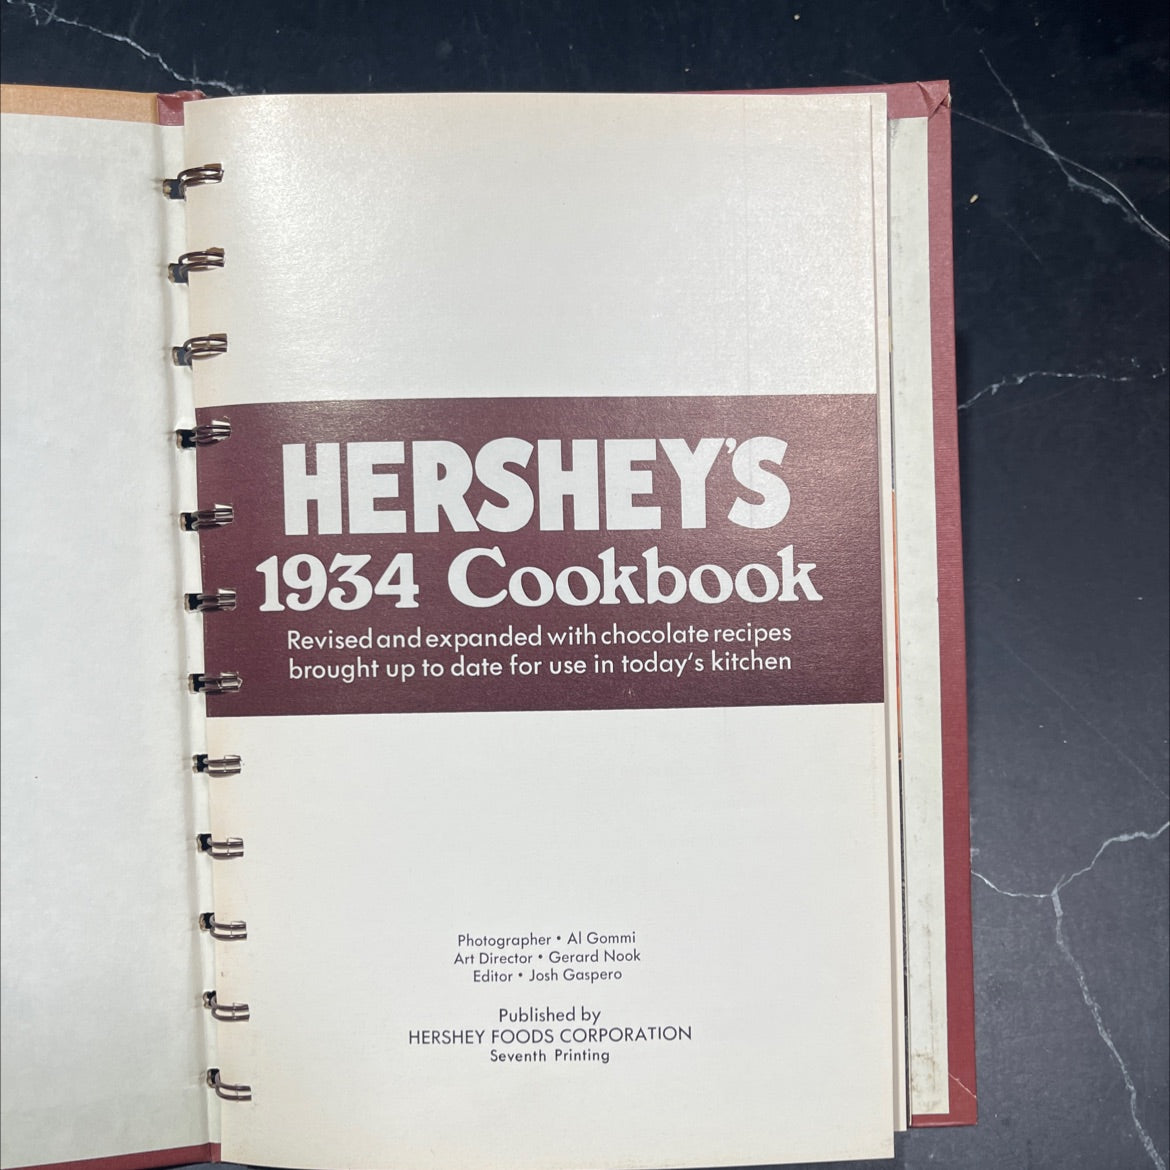 HERSHEY'S
1934 Cookbook
Revised and expanded with chocolate recipes
brought up to date for use in today's kitchen
Photographer • Al Gommi
Art Director • Gerard Nook
Editor • Josh Gaspero
Published by
HERSHEY FOODS CORPORATION
Seventh Printing